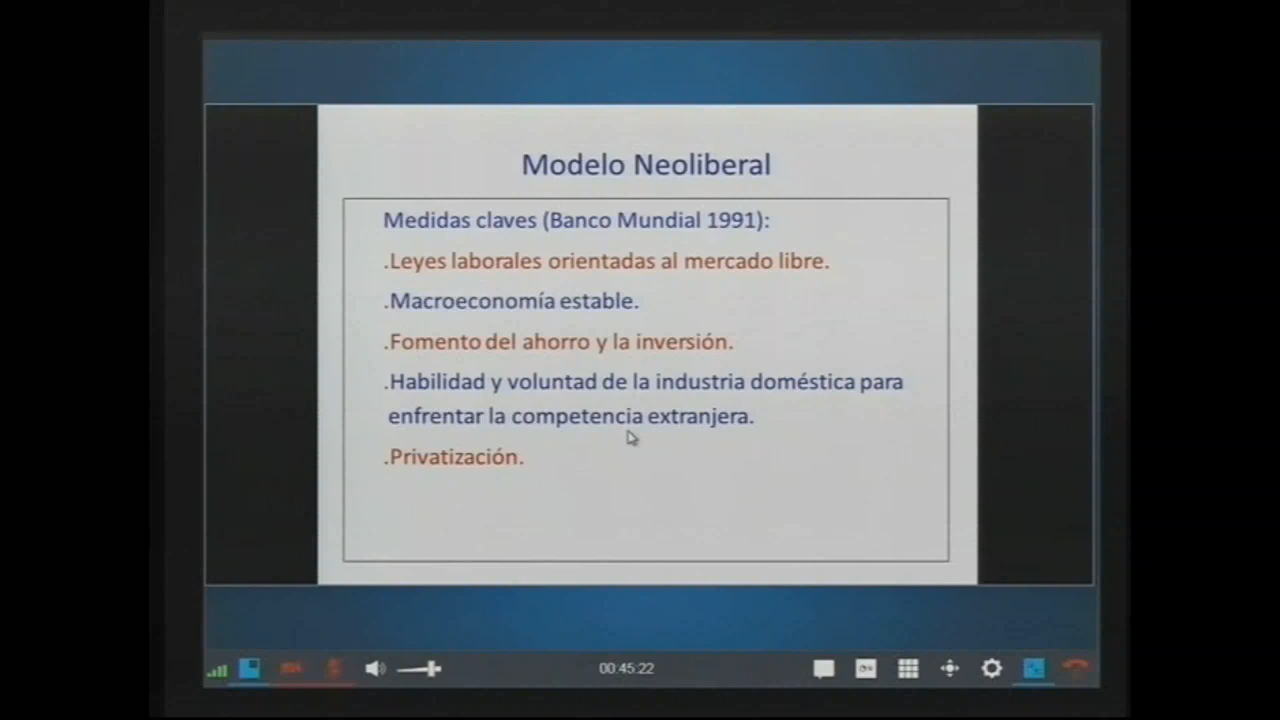 Modelo Neoliberal
Medidas claves (Banco Mundial 1991):
.Leyes laborales orientadas al mercado libre.
.Macroeconomía estable.
.Fomento del ahorro y la inversión.
.Habilidad y voluntad de la industria doméstica para
enfrentar la competencia extranjera.
.Privatización.
00:45:22